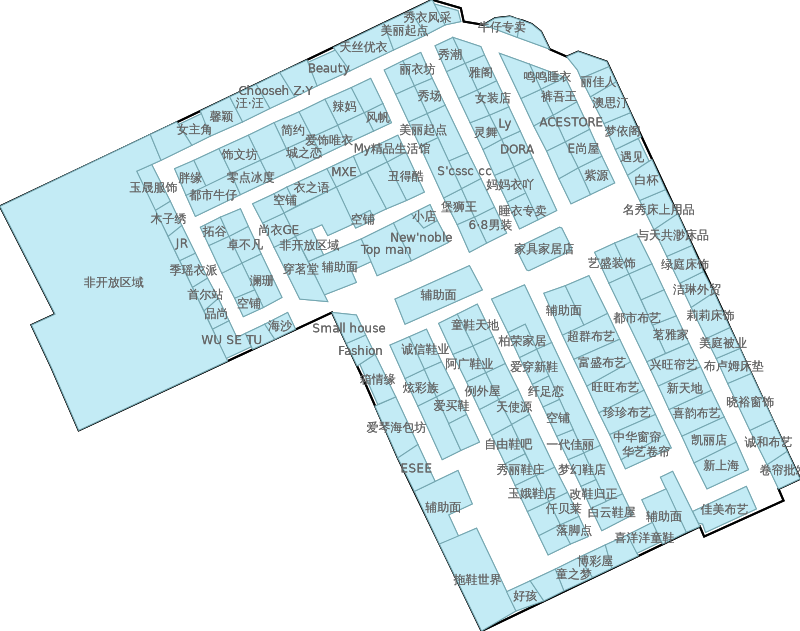 秀衣风采
美丽起点
牛仔专卖
天丝优衣
Beauty
秀潮
丽衣坊
雅阁
鸣鸣睡衣
丽佳人
Chooseh Z·Y
汪·汪
馨颖
女主角
辣妈
风帆
秀场
女装店
裤吾王
澳思汀
简约
爱饰唯衣
美丽起点
灵舞
Ly
ACESTORE
梦依阁
饰文坊
城之恋
My精品生活馆
DORA
E尚屋
遇见
胖缘
零点冰度
MXE
丑得酷
S'cssc cc
紫源
白杯
玉晟服饰
都市牛仔
衣之语
空铺
妈妈衣吖
木子绣
空铺
小店
堡狮王
睡衣专卖
名秀床上用品
拓谷
尚衣GE
6·8男装
JR
卓不凡
非开放区域
New'noble
Top man
家具家居店
与天共渺床品
季瑶衣派
穿茗堂
辅助面
艺盛装饰
绿庭床饰
非开放区域
澜珊
首尔站
空铺
辅助面
洁琳外贸
品尚
海沙
Small house
童鞋天地
辅助面
都市布艺
莉莉床饰
WU SE TU
Fashion
诚信鞋业
柏荣家居
超群布艺
茗雅家
美庭被业
阿广鞋业
爱穿新鞋
富盛布艺
兴旺帘艺
布卢姆床垫
箱情缘
炫彩族
例外屋
纤足恋
旺旺布艺
新天地
爱买鞋
天使源
空铺
珍珍布艺
喜韵布艺
晓裕窗饰
爱琴海包坊
自由鞋吧
一代佳丽
中华窗帘
华艺卷帘
凯丽店
诚和布艺
ESEE
秀丽鞋庄
梦幻鞋店
新上海
卷帘批发
玉娥鞋店
改鞋归正
辅助面
仟贝莱
白云鞋屋
辅助面
佳美布艺
落脚点
喜洋洋童鞋
博彩屋
拖鞋世界
童之梦
好孩